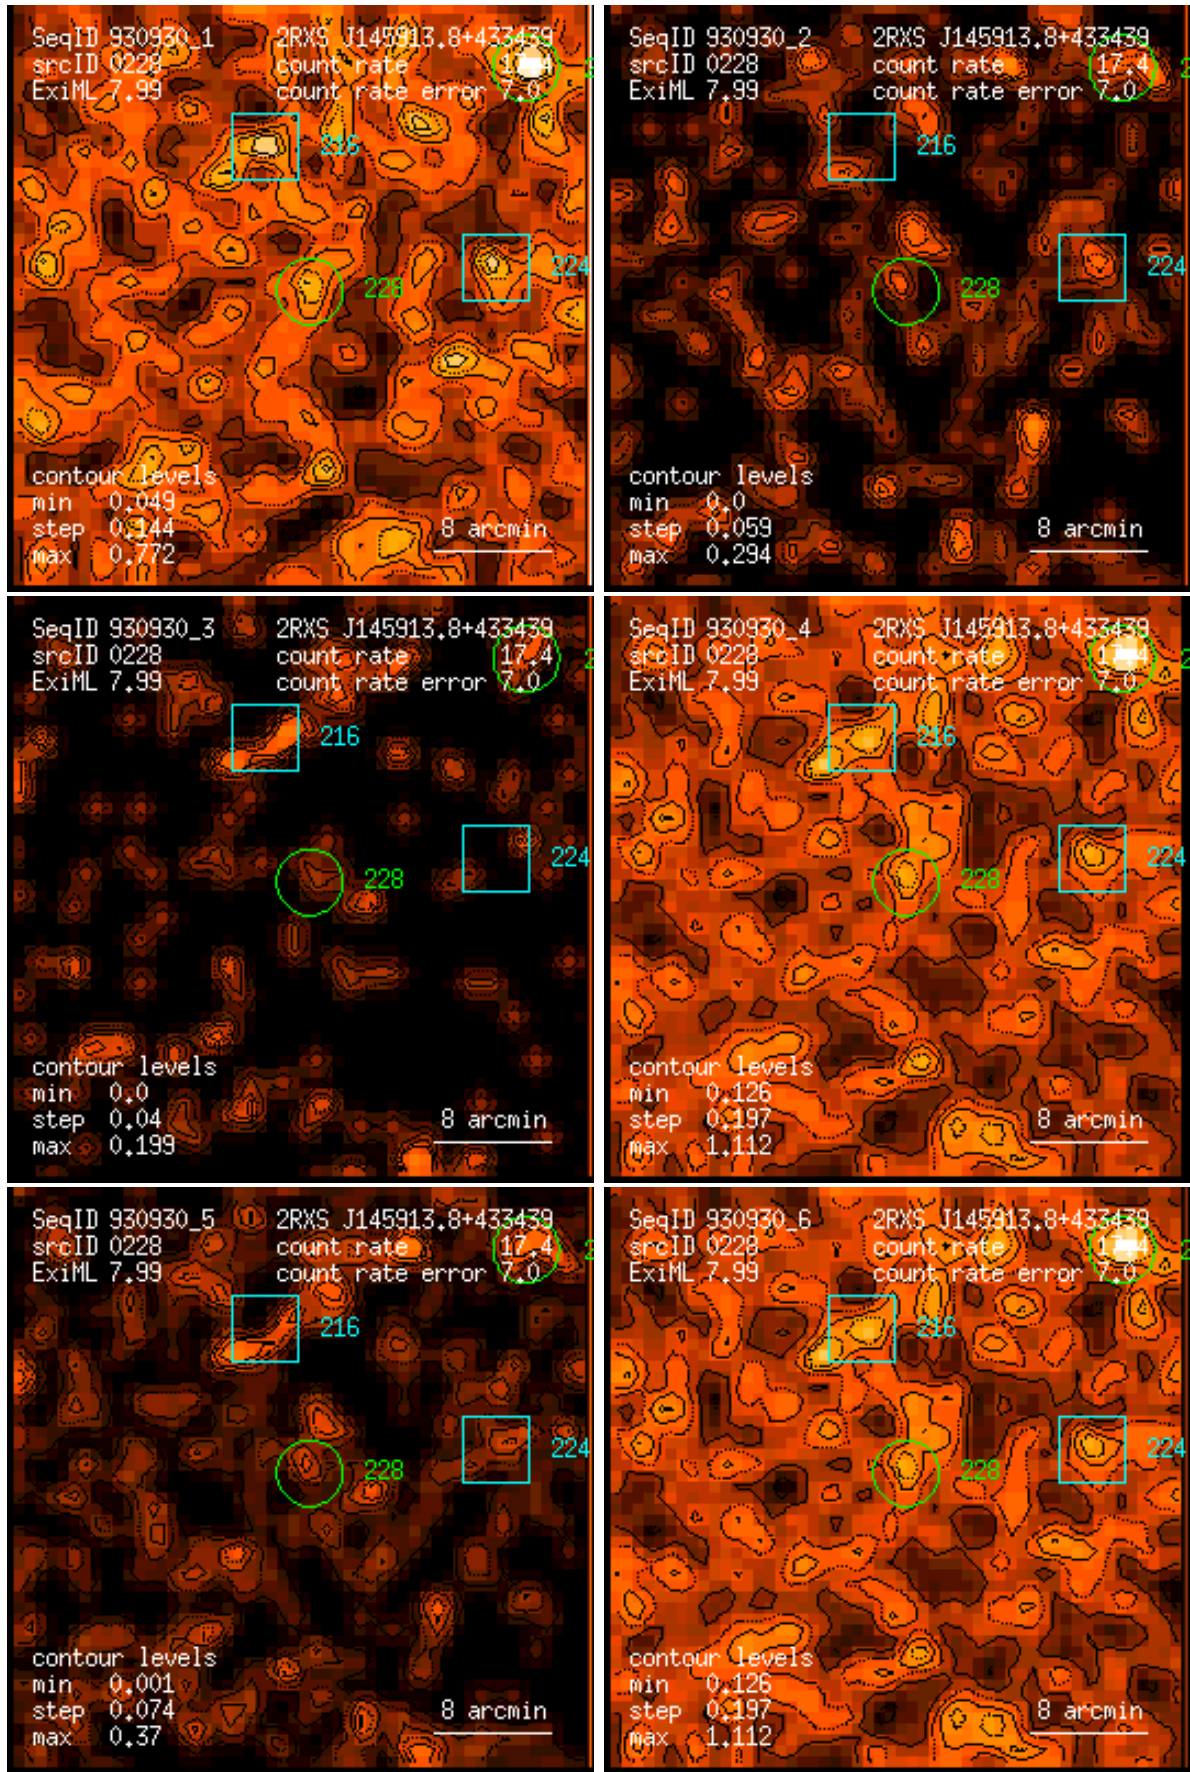 SeqID 930930_1 2RXS J145913.8+433439
srcID 0228 count rate 17.4
ExiML 7.99 count rate error 7.0
216
224
228
contour levels
min 0.049
step 0.144
max 0.772
8 arcmin
SeqID 930930_2 2RXS J145913.8+433439
srcID 0228 count rate 17.4
ExiML 7.99 count rate error 7.0
216
224
228
contour levels
min 0.0
step 0.059
max 0.294
8 arcmin
SeqID 930930_3 2RXS J145913.8+433439
srcID 0228 count rate 17.4
ExiML 7.99 count rate error 7.0
216
224
228
contour levels
min 0.0
step 0.04
max 0.199
8 arcmin
SeqID 930930_4 2RXS J145913.8+433439
srcID 0228 count rate 17.4
ExiML 7.99 count rate error 7.0
216
224
228
contour levels
min 0.126
step 0.197
max 1.112
8 arcmin
SeqID 930930_5 2RXS J145913.8+433439
srcID 0228 count rate 17.4
ExiML 7.99 count rate error 7.0
216
224
228
contour levels
min 0.001
step 0.074
max 0.37
8 arcmin
SeqID 930930_6 2RXS J145913.8+433439
srcID 0228 count rate 17.4
ExiML 7.99 count rate error 7.0
216
224
228
contour levels
min 0.126
step 0.197
max 1.112
8 arcmin